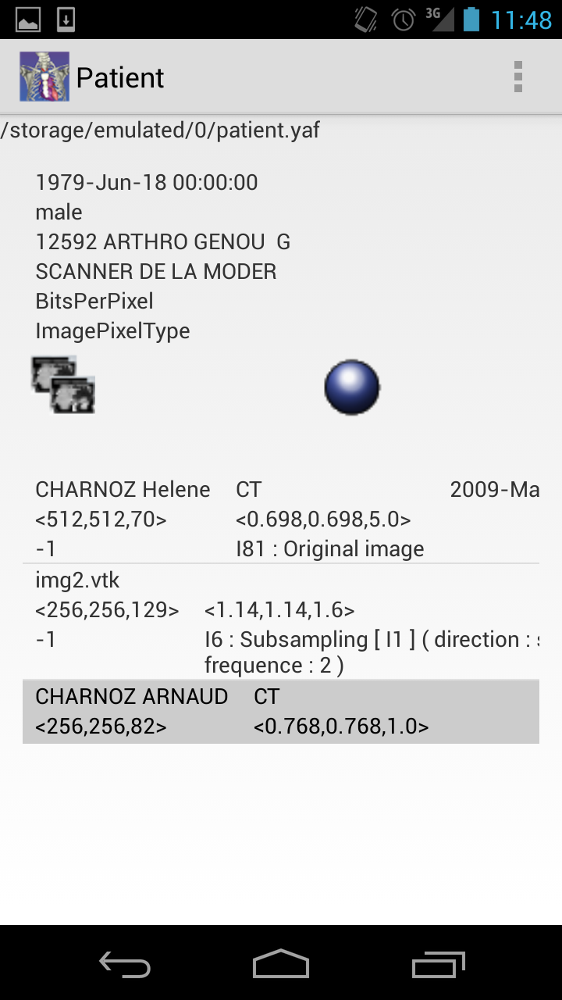 3G 11:48
Patient
/storage/emulated/0/patient.yaf
1979-Jun-18 00:00:00
male
12592 ARTHRO GENOU  G
SCANNER DE LA MODER
BitsPerPixel
ImagePixelType
CHARNOZ Helene CT 2009-Ma
<512,512,70> <0.698,0.698,5.0>
-1 I81 : Original image
img2.vtk
<256,256,129> <1.14,1.14,1.6>
-1 I6 : Subsampling [ I1 ] ( direction :
frequence : 2 )
CHARNOZ ARNAUD CT
<256,256,82> <0.768,0.768,1.0>